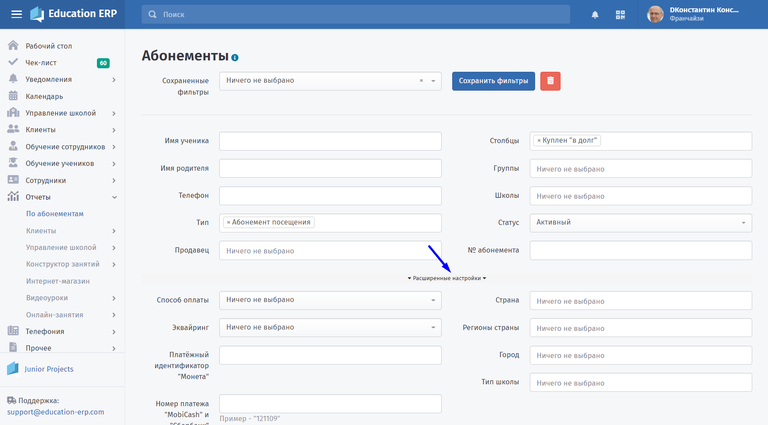 Education ERP
Поиск
DКонстантин Конс...
Франчайзи
Рабочий стол
Чек-лист
60
Уведомления
Календарь
Управление школой
Клиенты
Обучение сотрудников
Обучение учеников
Сотрудники
Отчеты
По абонементам
Клиенты
Управление школой
Конструктор занятий
Интернет-магазин
Видеоуроки
Онлайн-занятия
Телефония
Прочее
Junior Projects
Поддержка:
support@education-erp.com
Абонементы
Сохраненные
фильтры
Ничего не выбрано
×
Сохранить фильтры
Имя ученика
Столбцы
× Куплен "в долг"
Имя родителя
Группы
Ничего не выбрано
Телефон
Школы
Ничего не выбрано
Тип
× Абонемент посещения
Статус
Активный
Продавец
Ничего не выбрано
№ абонемента
Расширенные настройки
Способ оплаты
Ничего не выбрано
Страна
Ничего не выбрано
Эквайринг
Ничего не выбрано
Регионы страны
Ничего не выбрано
Платёжный
идентификатор
"Монета"
Город
Ничего не выбрано
Тип школы
Ничего не выбрано
Номер платежа
"MobiCash" и
"Сбербанк"
Пример - "121109"